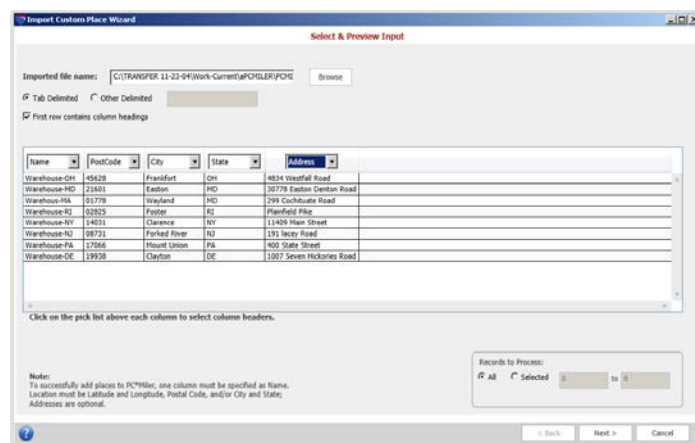 Import Custom Place Wizard
Select & Preview Input
Imported file name: C:\TRANSFER 11-23-04\Work-Current\aPCMILER\PCMI Browse
Tab Delimited Other Delimited
First row contains column headings
Name PostCode City State Address
Warehouse-OH 45628 Frankfort OH 4834 Westfall Road
Warehouse-MD 21601 Easton MD 30778 Easton Denton Road
Warehous-MA 01778 Wayland MD 299 Cochituate Road
Warehouse-RI 02825 Foster RI Plainfield Pike
Warehouse-NY 14031 Clarence NY 11409 Main Street
Warehouse-NJ 08731 Forked River NJ 191 lacey Road
Warehouse-PA 17066 Mount Union PA 400 State Street
Warehouse-DE 19938 Clayton DE 1007 Seven Hickories Road
Click on the pick list above each column to select column headers.
Records to Process:
All Selected to
Note:
To successfully add places to PC*Miler, one column must be specified as Name.
Location must be Latitude and Longitude, Postal Code, and/or City and State;
Addresses are optional.
< Back Next > Cancel